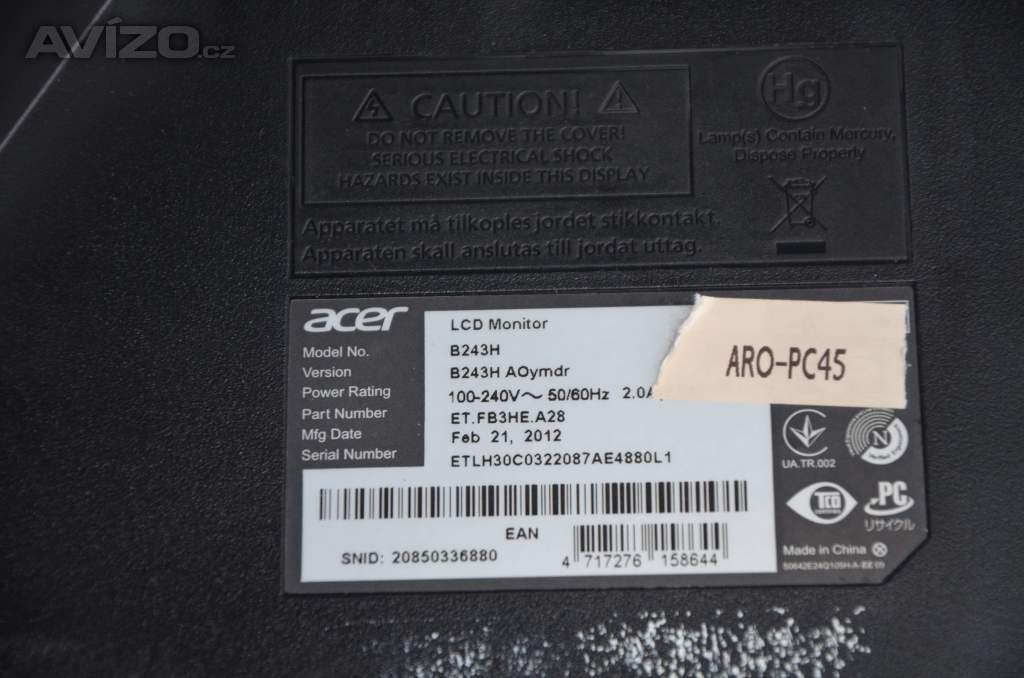 AVÍZO.cz
CAUTION!
DO NOT REMOVE THE COVER!
SERIOUS ELECTRICAL SHOCK
HAZARDS EXIST INSIDE THIS DISPLAY
Hg
Lamp(s) Contain Mercury,
Dispose Properly
Apparatet må tilkoples jordet stikkontakt.
Apparaten skall anslutas till jordat uttag.
acer
LCD Monitor
Model No. B243H
Version B243H AOymdr
Power Rating 100-240V～ 50/60Hz 2.0A
Part Number ET.FB3HE.A28
Mfg Date Feb 21, 2012
Serial Number ETLH30C0322087AE4880L1
ARO-PC45
UA.TR.002
N
TCO
PC
リサイクル
EAN
SNID: 20850336880
4 717276 158644
Made in China